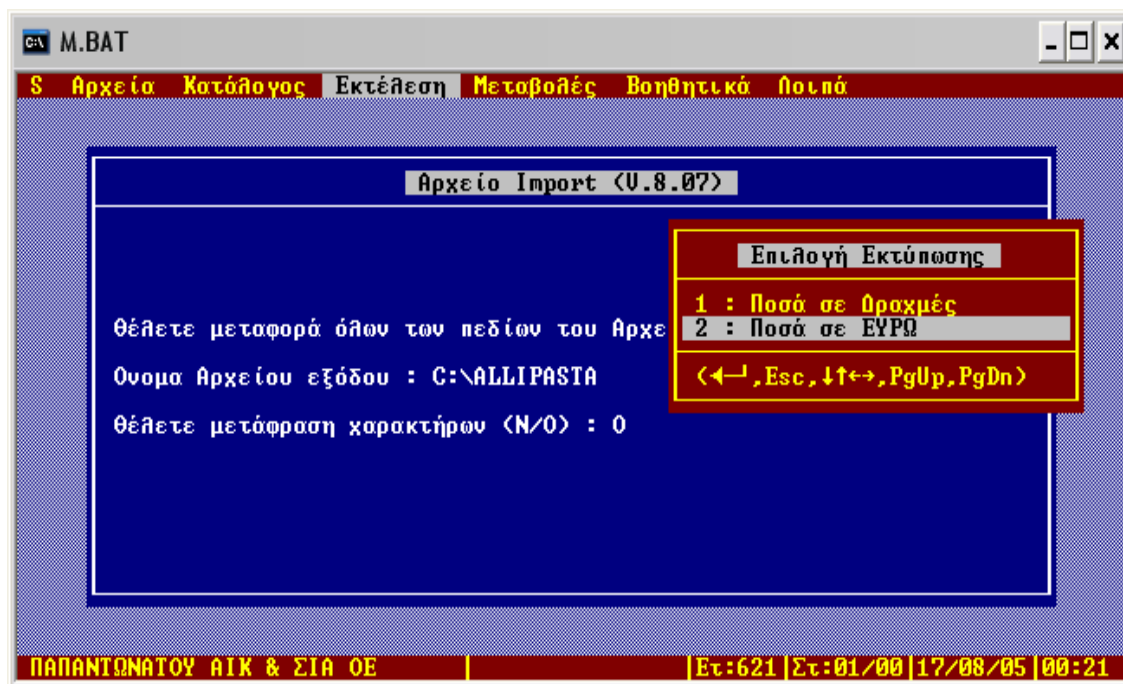 M.BAT
S Αρχεία Κατάλογος Εκτέλεση Μεταβολές Βοηθητικά Λοιπά
Αρχείο Import (V.8.07)
Επιλογή Εκτύπωσης
1 : Ποσά σε Δραχμές
θέλετε μεταφορά όλων των πεδίων του Αρχε
2 : Ποσά σε ΕΥΡΩ
Ονομα Αρχείου εξόδου : C:\ALLIPASTA
(◄─┘,Esc,↓↑←→,PgUp,PgDn)
θέλετε μετάφραση χαρακτήρων (Ν/Ο) : Ο
ΠΑΠΑΝΤΩΝΑΤΟΥ ΑΙΚ & ΣΙΑ ΟΕ Ετ:621 Στ:01/00 17/08/05 00:21